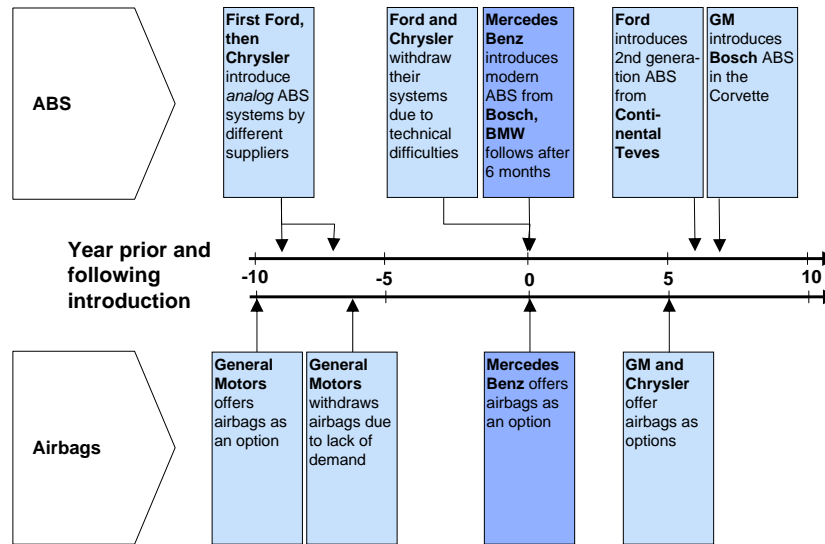 ABS
First Ford,
then
Chrysler
introduce
analog ABS
systems by
different
suppliers
Ford and
Chrysler
withdraw
their
systems
due to
technical
difficulties
Mercedes
Benz
introduces
modern
ABS from
Bosch,
BMW
follows after
6 months
Ford
introduces
2nd genera-
tion ABS
from
Conti-
nental
Teves
GM
introduces
Bosch ABS
in the
Corvette
Year prior and
following
introduction
-10
-5
0
5
10
Airbags
General
Motors
offers
airbags as
an option
General
Motors
withdraws
airbags due
to lack of
demand
Mercedes
Benz offers
airbags as
an option
GM and
Chrysler
offer
airbags as
options